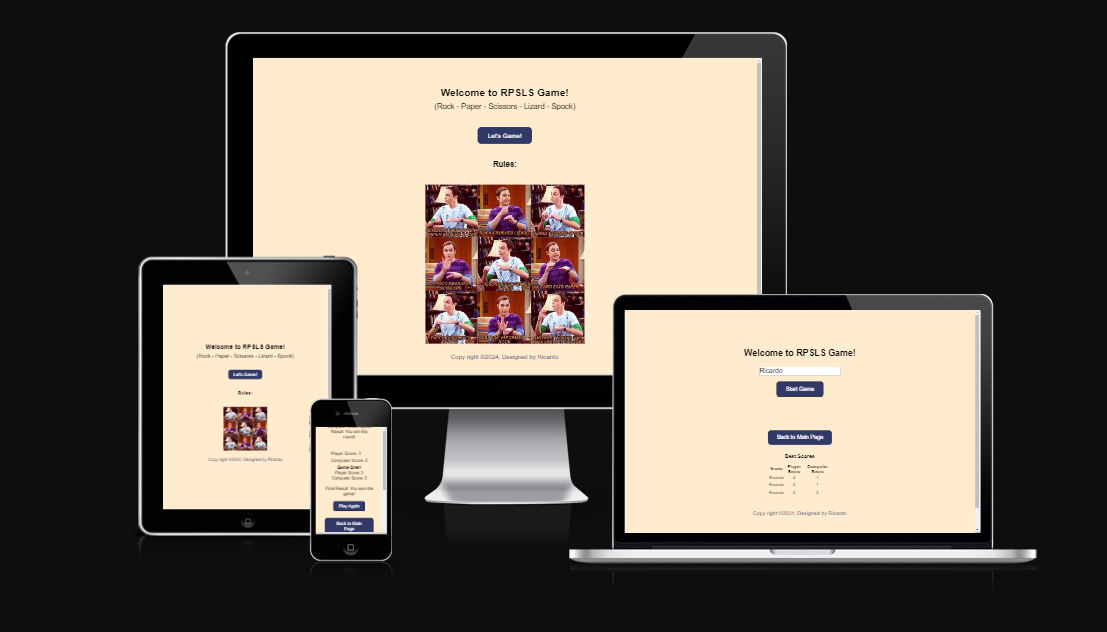 Welcome to RPSLS Game!
(Rock - Paper - Scissors - Lizard - Spock)
Let's Game!
Rules:
Copy right ©2024; Designed by Ricardo
Welcome to RPSLS Game!
(Rock - Paper - Scissors - Lizard - Spock)
Let's Game!
Rules:
Copy right ©2024; Designed by Ricardo
Result: You win this
round!
Player Score: 3
Computer Score: 2
Game Over!
Player Score: 3
Computer Score: 2
Final Result: You won the
game!
Play Again
Back to Main
Page
Welcome to RPSLS Game!
Ricardo
Start Game
Back to Main Page
Best Scores
Name Player Score Computer Score
Ricardo 4 1
Ricardo 3 1
Ricardo 3 2
Copy right ©2024; Designed by Ricardo